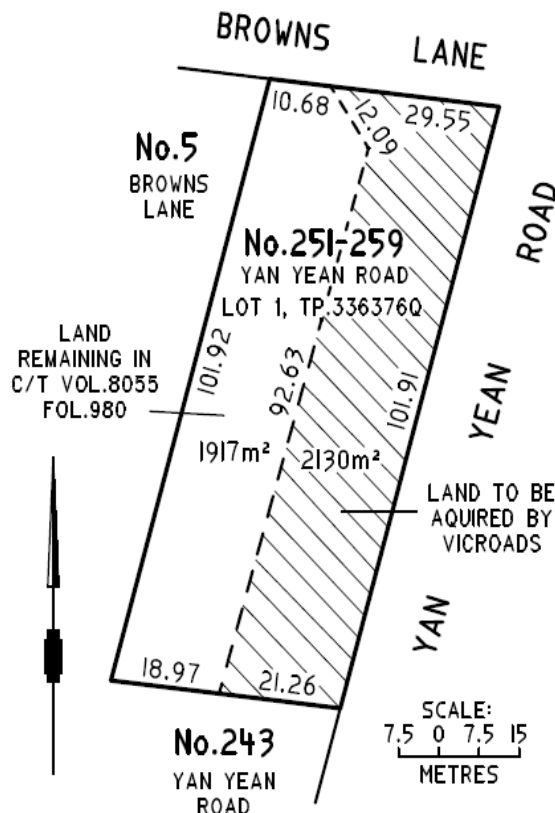 BROWNS LANE
10.68
12.09
29.55
No.5
BROWNS
LANE
ROAD
No.251-259
YAN YEAN ROAD
LOT 1, TP.336376Q
LAND
REMAINING IN
C/T VOL.8055
FOL.980
101.92
92.63
101.91
YEAN
1917m²
2130m²
LAND TO BE
AQUIRED BY
VICROADS
YAN
18.97
21.26
No.243
YAN YEAN
ROAD
SCALE:
7.5 0 7.5 15
METRES